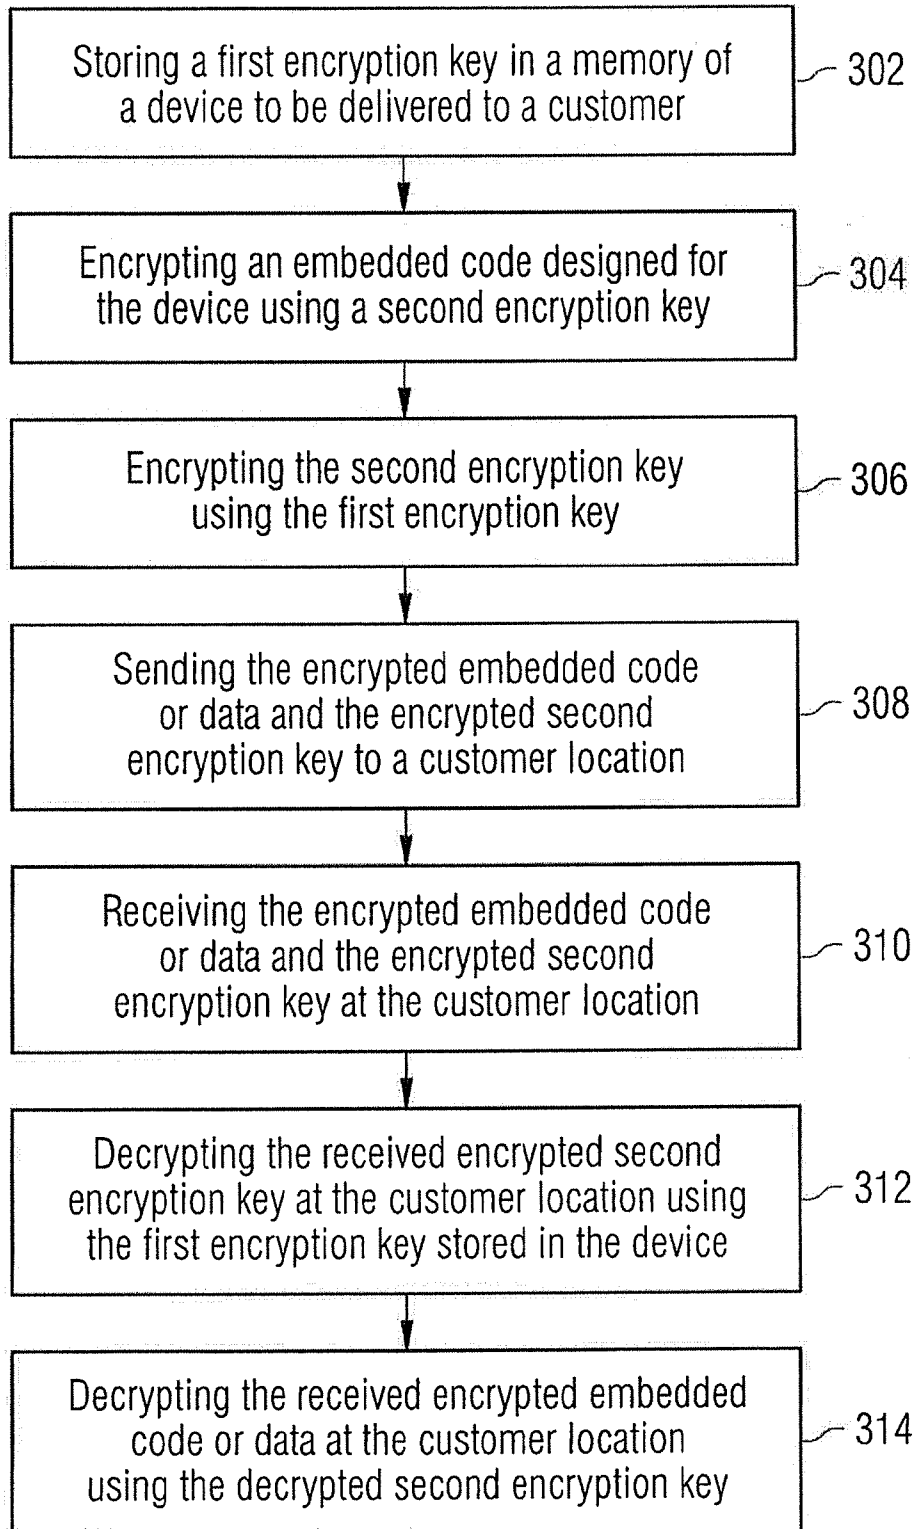 Storing a first encryption key in a memory of
a device to be delivered to a customer
302
Encrypting an embedded code designed for
the device using a second encryption key
304
Encrypting the second encryption key
using the first encryption key
306
Sending the encrypted embedded code
or data and the encrypted second
encryption key to a customer location
308
Receiving the encrypted embedded code
or data and the encrypted second
encryption key at the customer location
310
Decrypting the received encrypted second
encryption key at the customer location using
the first encryption key stored in the device
312
Decrypting the received encrypted embedded
code or data at the customer location
using the decrypted second encryption key
314